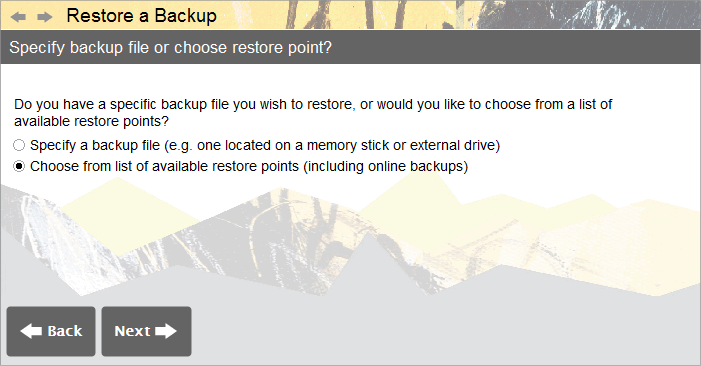 Restore a Backup
Specify backup file or choose restore point?
Do you have a specific backup file you wish to restore, or would you like to choose from a list of
available restore points?
Specify a backup file (e.g. one located on a memory stick or external drive)
Choose from list of available restore points (including online backups)
Back Next